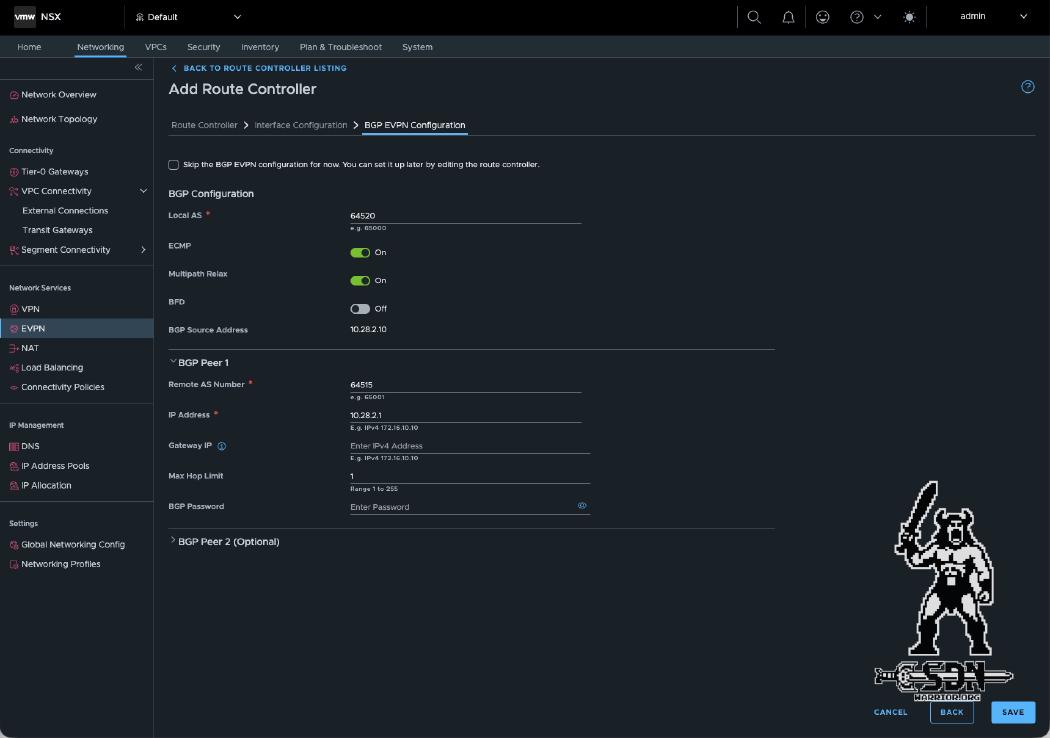 vmw NSX
Default
admin
Home Networking VPCs Security Inventory Plan & Troubleshoot System
BACK TO ROUTE CONTROLLER LISTING
Add Route Controller
Route Controller Interface Configuration BGP EVPN Configuration
Network Overview
Network Topology
Connectivity
Tier-0 Gateways
VPC Connectivity
External Connections
Transit Gateways
Segment Connectivity
Network Services
VPN
EVPN
NAT
Load Balancing
Connectivity Policies
IP Management
DNS
IP Address Pools
IP Allocation
Settings
Global Networking Config
Networking Profiles
Skip the BGP EVPN configuration for now. You can set it up later by editing the route controller.
BGP Configuration
Local AS * 64520
e.g. 65000
ECMP On
Multipath Relax On
BFD Off
BGP Source Address 10.28.2.10
BGP Peer 1
Remote AS Number * 64515
e.g. 65001
IP Address * 10.28.2.1
E.g. IPv4 172.16.10.10
Gateway IP Enter IPv4 Address
E.g. IPv4 172.16.10.10
Max Hop Limit 1
Range 1 to 255
BGP Password Enter Password
BGP Peer 2 (Optional)
SDN
WARRIOR.ORG
CANCEL BACK SAVE